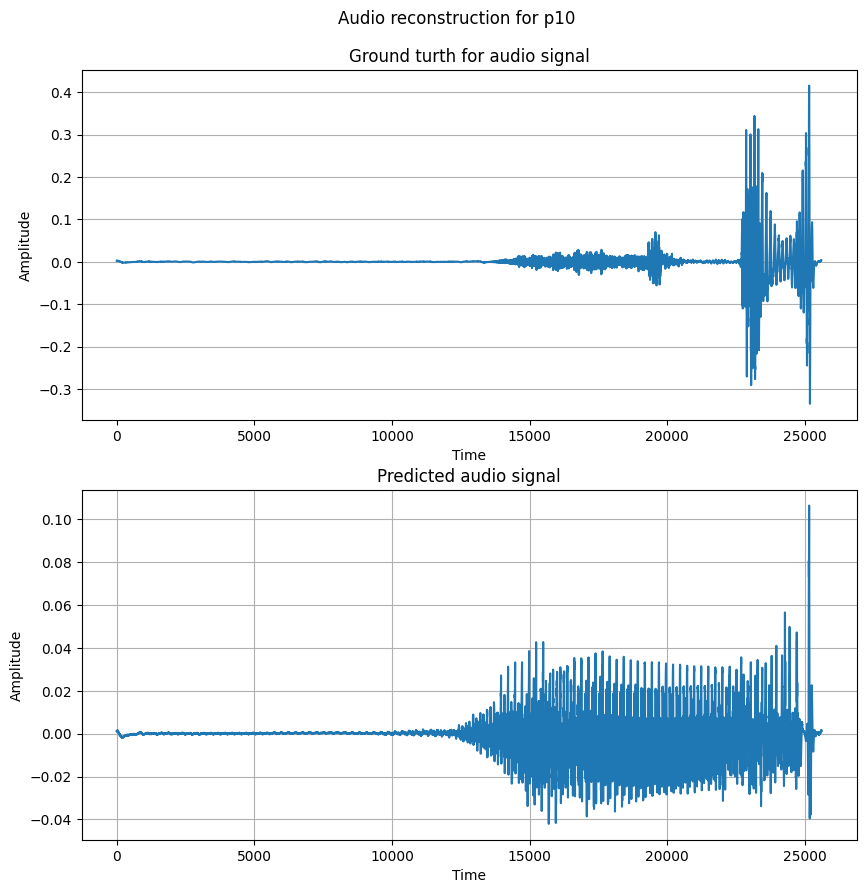 Audio reconstruction for p10
Ground turth for audio signal
Amplitude
0.4
0.3
0.2
0.1
0.0
−0.1
−0.2
−0.3
0 5000 10000 15000 20000 25000
Time
Predicted audio signal
Amplitude
0.10
0.08
0.06
0.04
0.02
0.00
−0.02
−0.04
0 5000 10000 15000 20000 25000
Time